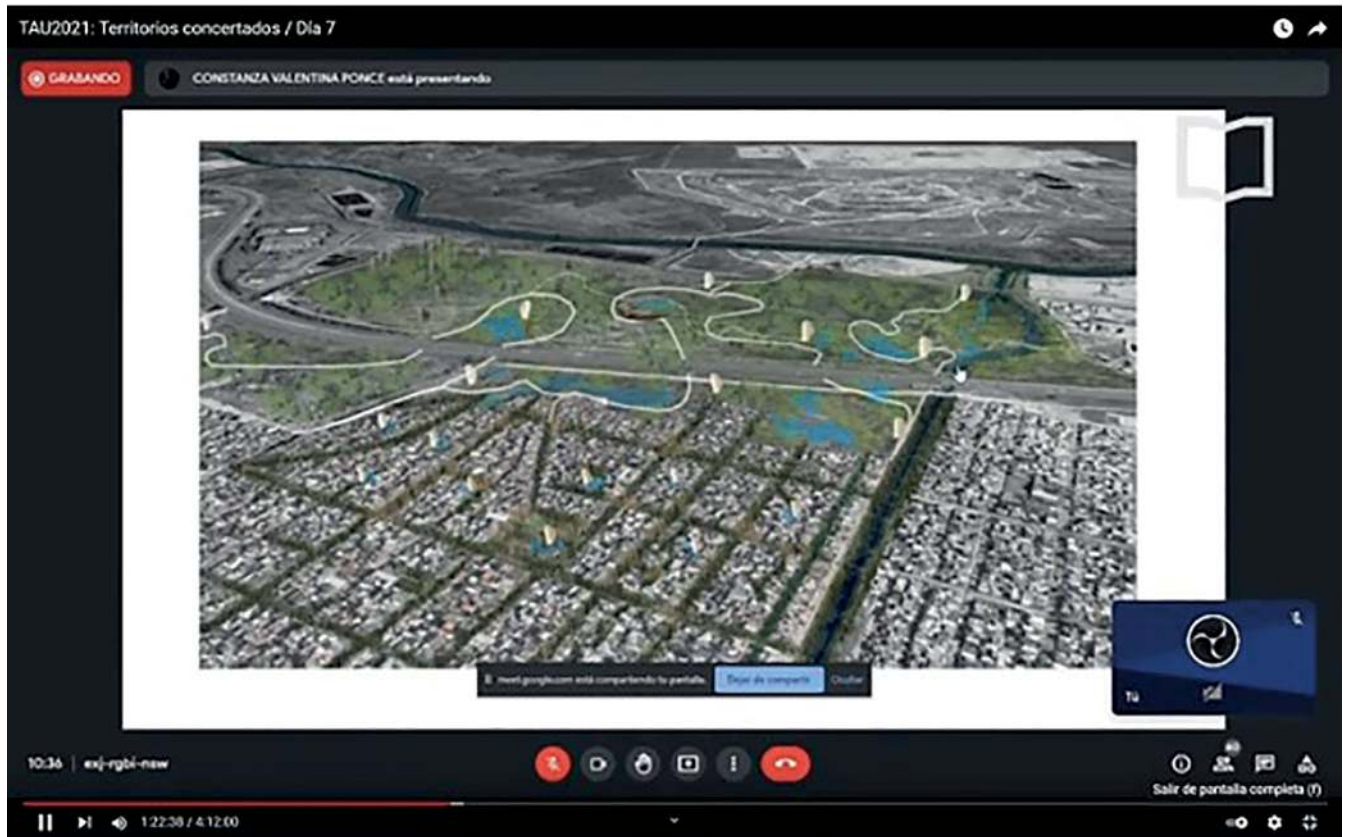 TAU2021: Territorios concertados / Día 7
GRABANDO
CONSTANZA VALENTINA PONCE está presentando
meet.google.com está compartiendo tu pantalla.
Dejar de compartir
Ocultar
Tú
10:36 | exj-rgbi-nsw
Salir de pantalla completa (f)
1:22:38 / 4:12:00